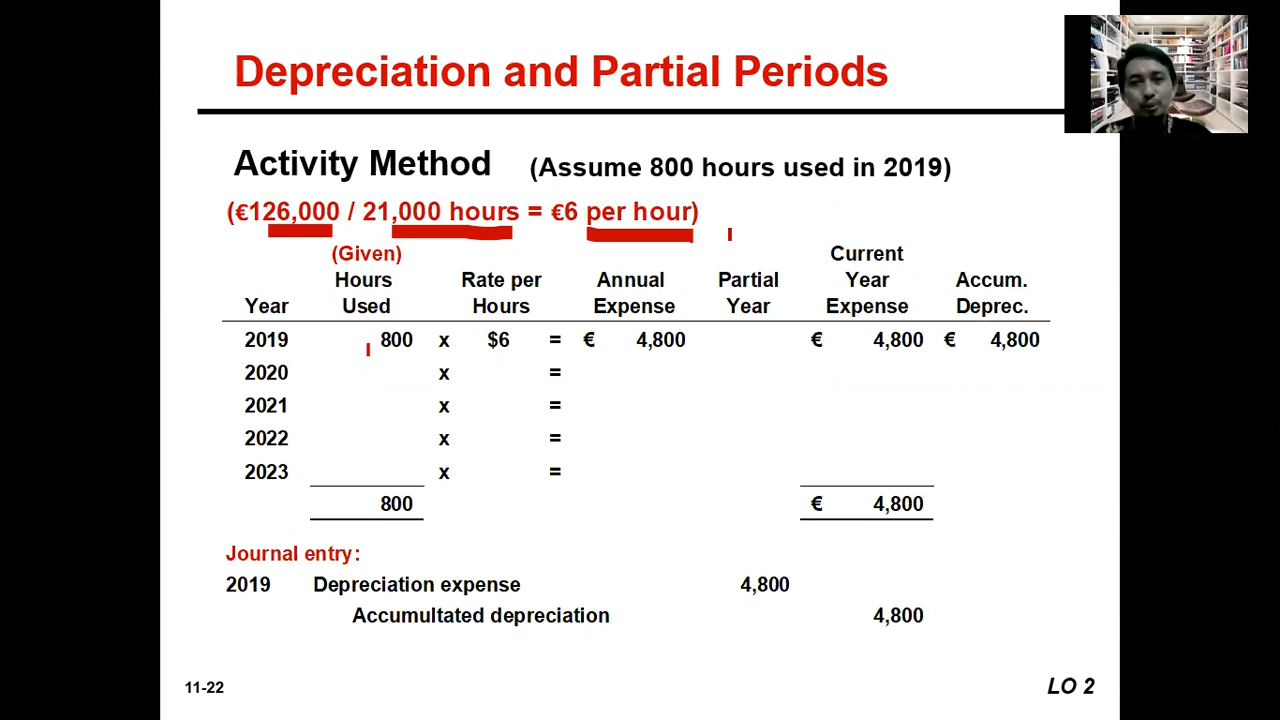 Depreciation and Partial Periods
Activity Method (Assume 800 hours used in 2019)
(€126,000 / 21,000 hours = €6 per hour)
(Given) Current
Hours Rate per Annual Partial Year Accum.
Year Used Hours Expense Year Expense Deprec.
2019 800 x $6 = € 4,800 € 4,800 € 4,800
2020 x =
2021 x =
2022 x =
2023 x =
800 € 4,800
Journal entry:
2019 Depreciation expense 4,800
Accumultated depreciation 4,800
11-22 LO 2